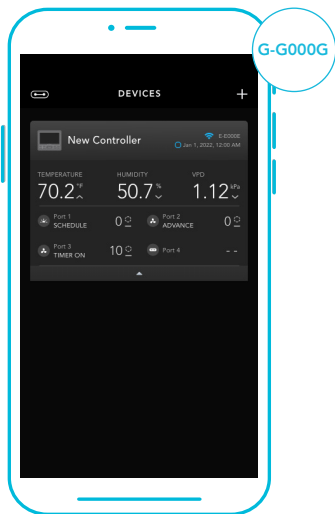 G-G000G
DEVICES +
New Controller
E-E000E
Jan 1, 2022, 12:00 AM
TEMPERATURE HUMIDITY VPD
70.2 °F 50.7 % 1.12 kPa
Port 1
SCHEDULE 0
Port 2
ADVANCE 0
Port 3
TIMER ON 10
Port 4 - -